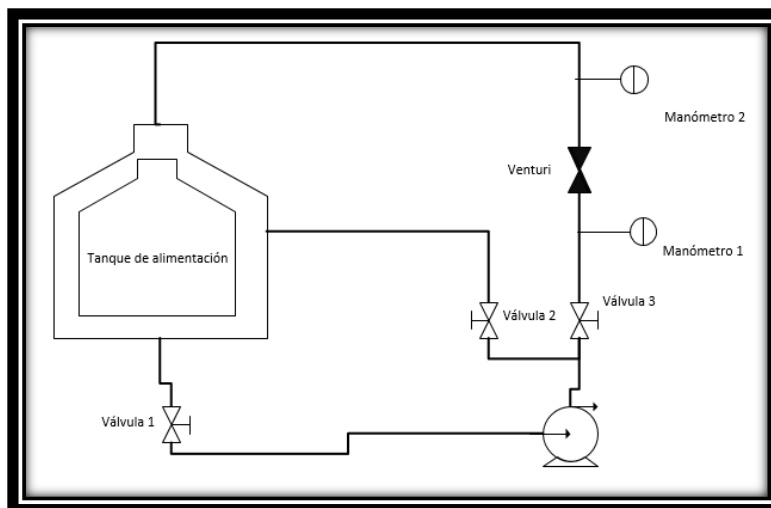 Manómetro 2
Venturi
Manómetro 1
Tanque de alimentación
Válvula 2
Válvula 3
Válvula 1